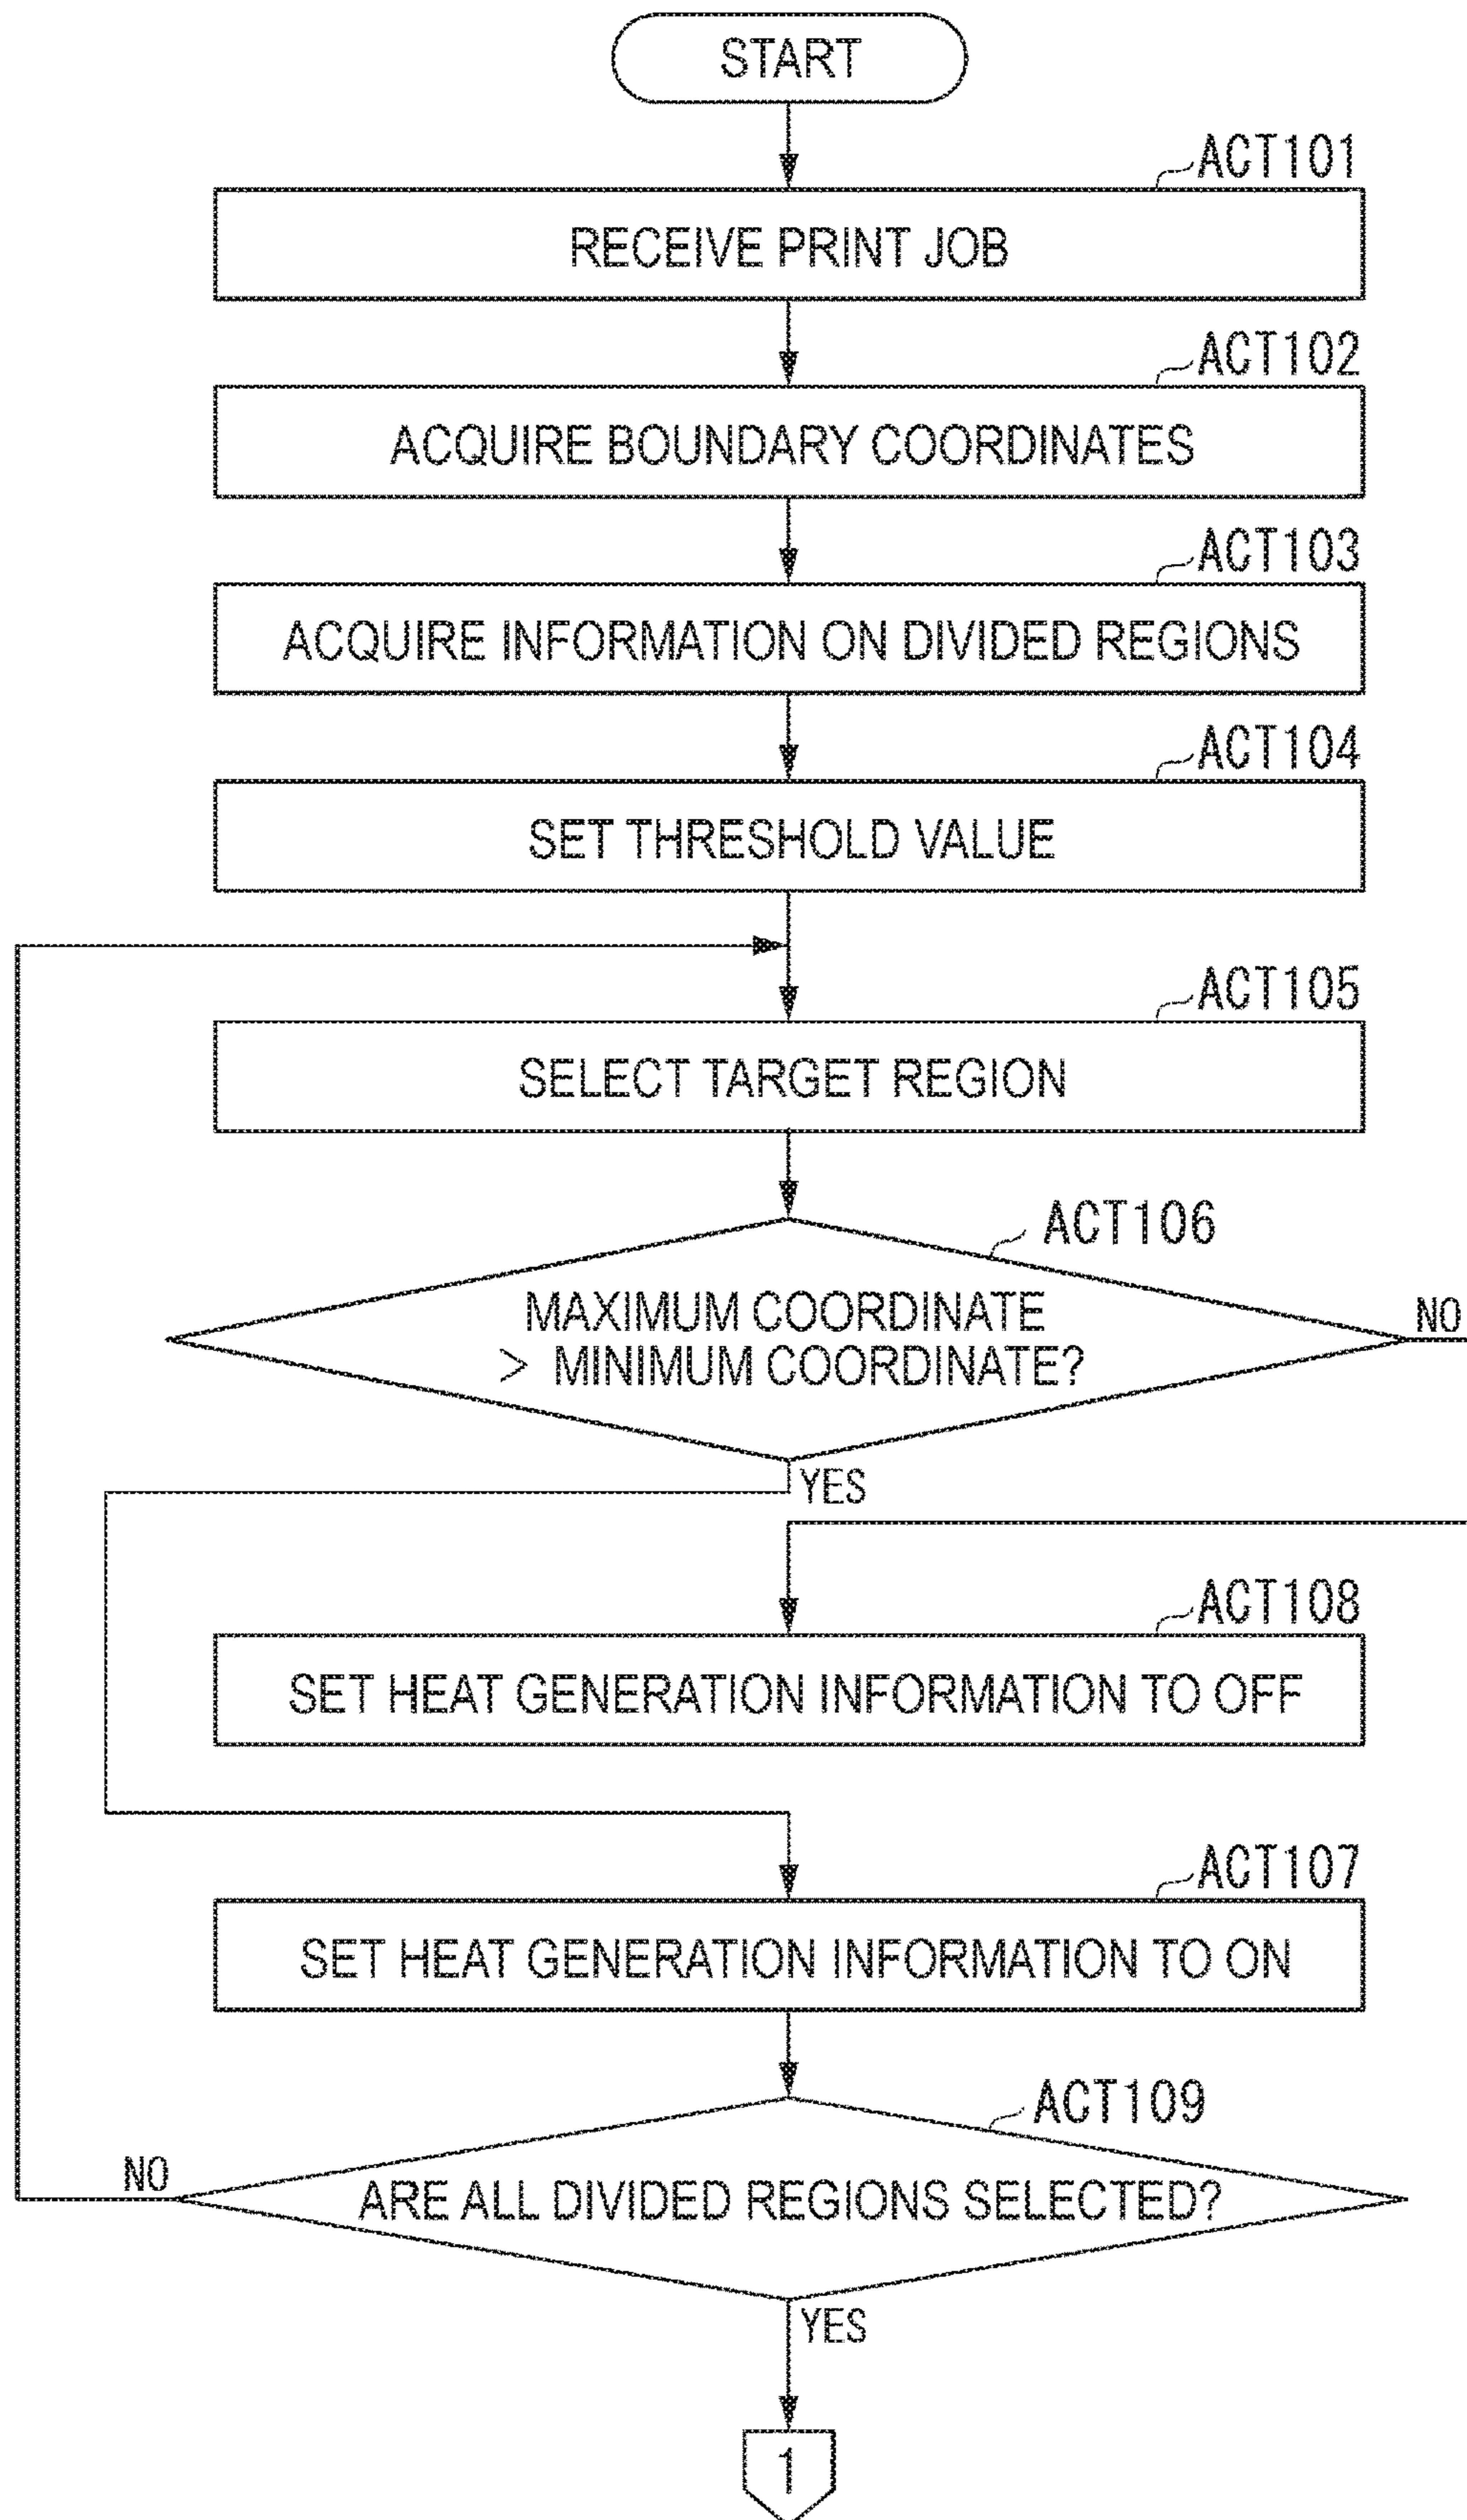 START
ACT101
RECEIVE PRINT JOB
ACT102
ACQUIRE BOUNDARY COORDINATES
ACT103
ACQUIRE INFORMATION ON DIVIDED REGIONS
ACT104
SET THRESHOLD VALUE
ACT105
SELECT TARGET REGION
ACT106
MAXIMUM COORDINATE
> MINIMUM COORDINATE?
NO
YES
ACT108
SET HEAT GENERATION INFORMATION TO OFF
ACT107
SET HEAT GENERATION INFORMATION TO ON
ACT109
NO
ARE ALL DIVIDED REGIONS SELECTED?
YES
1